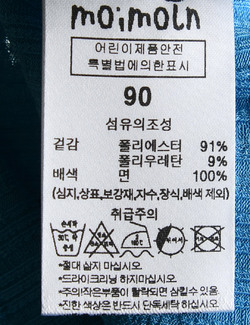 moimoln
어린이제품안전
특별법에의한표시
90
섬유의조성
겉감 폴리에스터 91%
폴리우레탄 9%
배색 면 100%
(심지,상표,보강재,자수,장식,배색 제외)
취급주의
*절대 삶지 마십시오.
*드라이크리닝 하지마십시오.
*주의:작은부품이 탈락되면 삼킬수 있음.
*진한 색상은 반드시 단독세탁 하십시오.